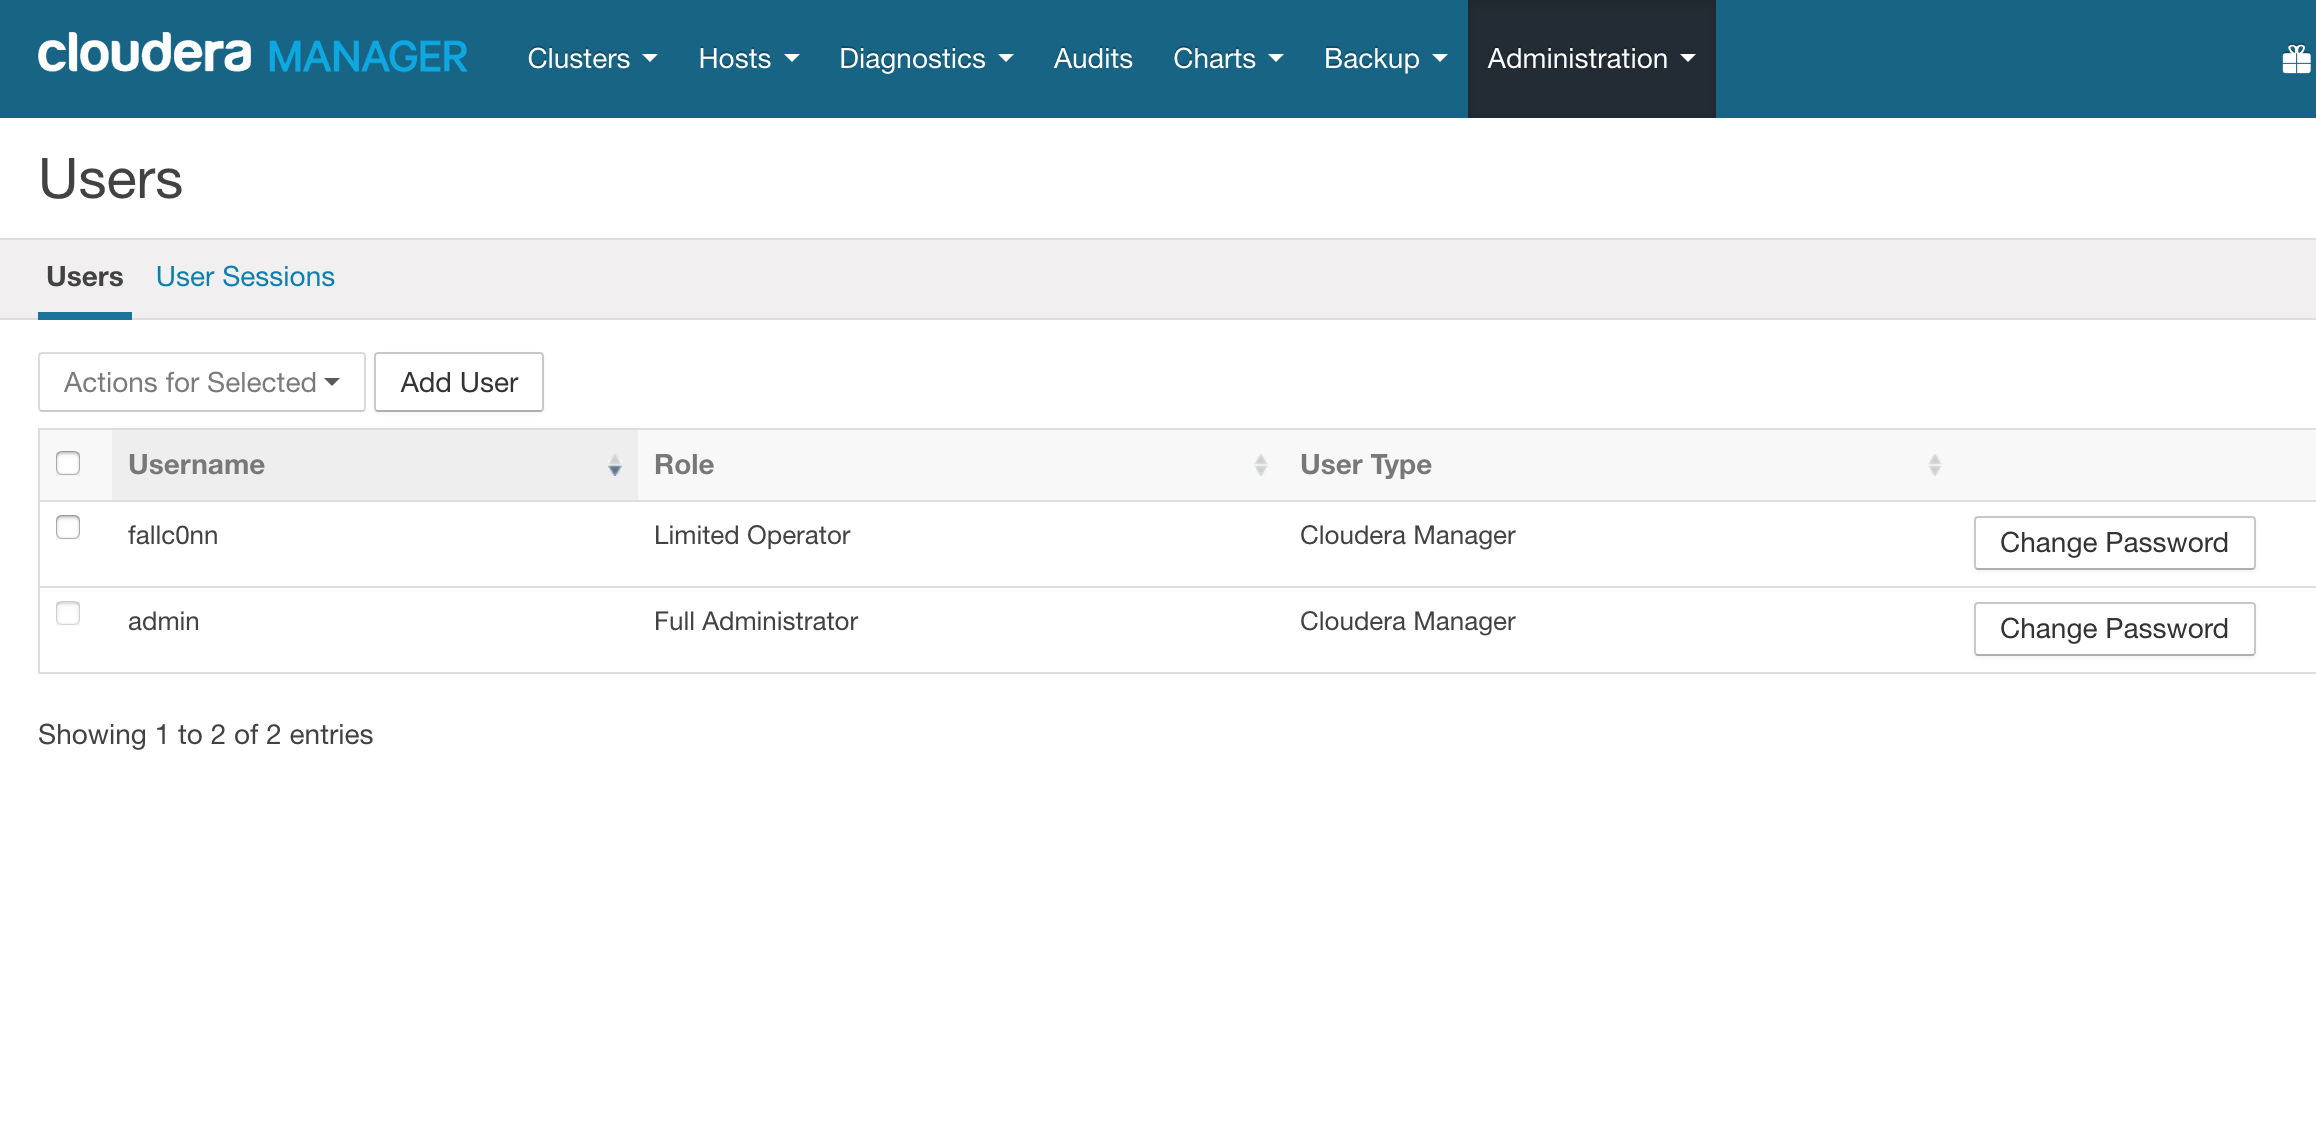 cloudera MANAGER Clusters Hosts Diagnostics Audits Charts Backup Administration
Users
Users User Sessions
Actions for Selected Add User
Username Role User Type
fallc0nn Limited Operator Cloudera Manager Change Password
admin Full Administrator Cloudera Manager Change Password
Showing 1 to 2 of 2 entries